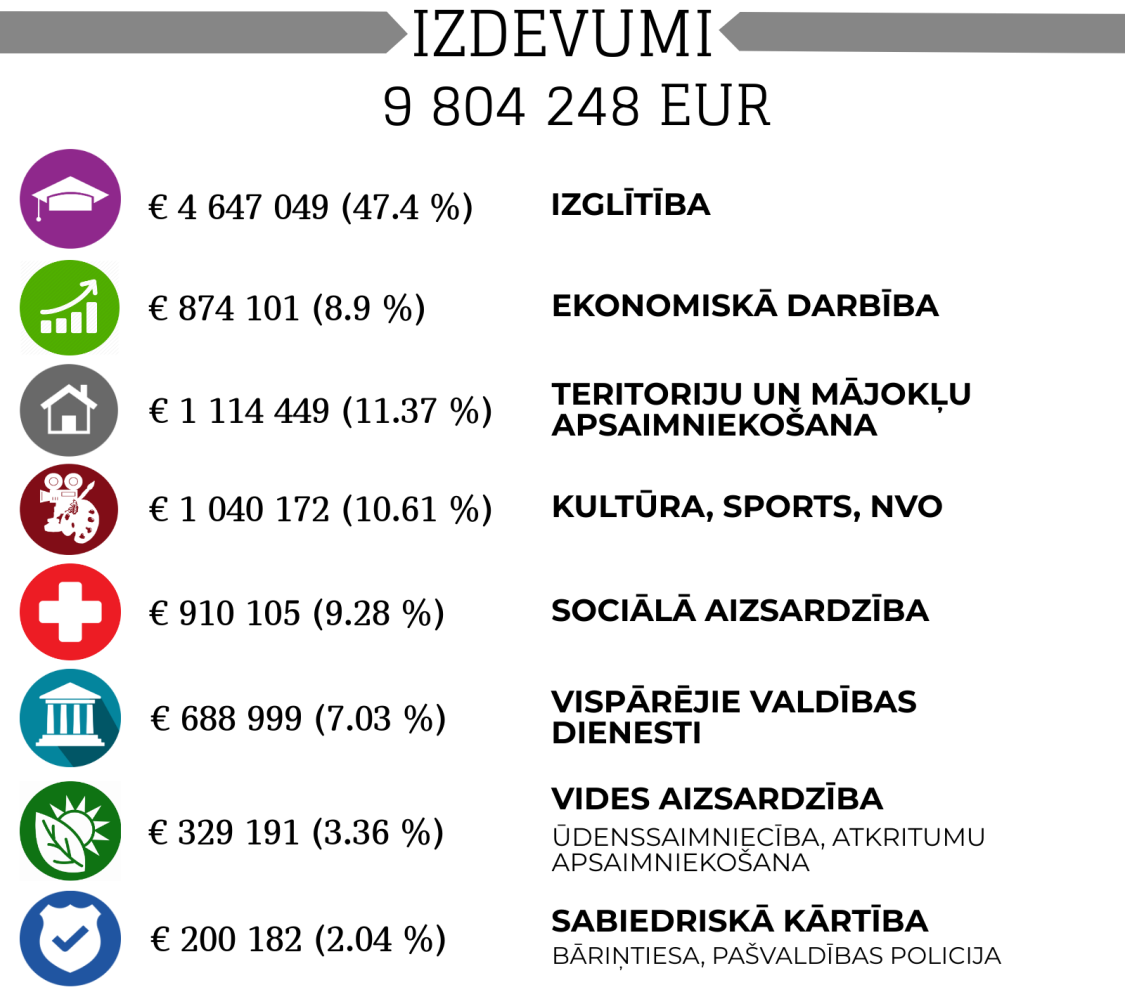 IZDEVUMI
9 804 248 EUR
€ 4 647 049 (47.4 %)
IZGLĪTĪBA
€ 874 101 (8.9 %)
EKONOMISKĀ DARBĪBA
€ 1 114 449 (11.37 %)
TERITORIJU UN MĀJOKĻU
APSAIMNIEKOŠANA
€ 1 040 172 (10.61 %)
KULTŪRA, SPORTS, NVO
€ 910 105 (9.28 %)
SOCIĀLĀ AIZSARDZĪBA
€ 688 999 (7.03 %)
VISPĀRĒJIE VALDĪBAS
DIENESTI
€ 329 191 (3.36 %)
VIDES AIZSARDZĪBA
ŪDENSSAIMNIECĪBA, ATKRITUMU
APSAIMNIEKOŠANA
€ 200 182 (2.04 %)
SABIEDRISKĀ KĀRTĪBA
BĀRIŅTIESA, PAŠVALDĪBAS POLICIJA